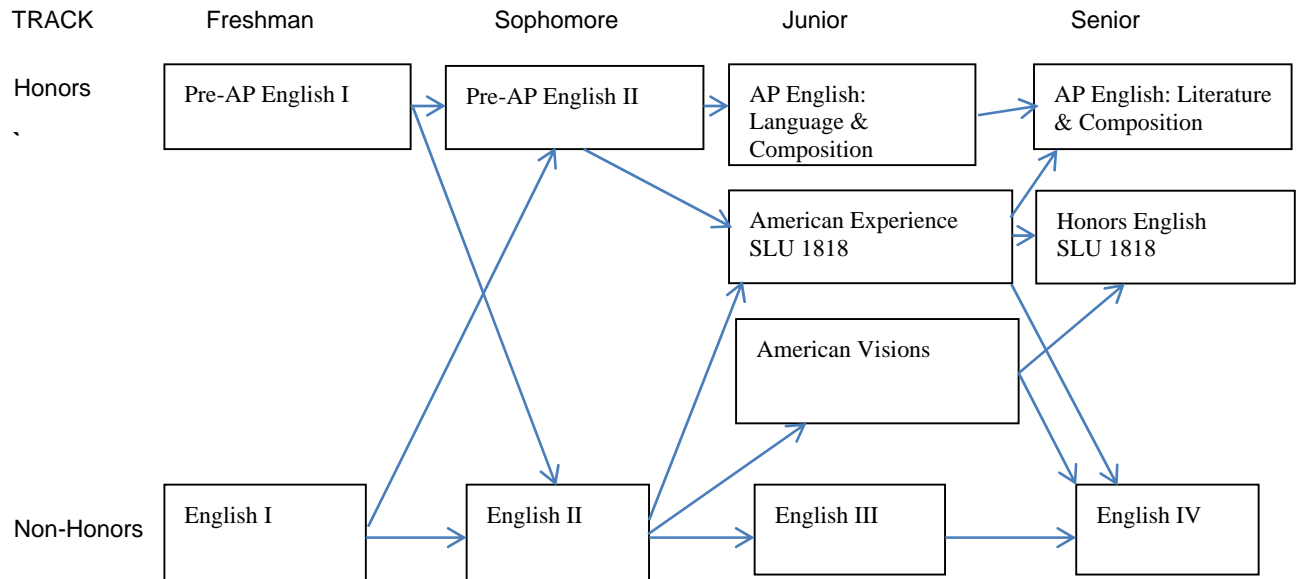 TRACK Freshman Sophomore Junior Senior
Honors
`
Pre-AP English I
Pre-AP English II
AP English:
Language &
Composition
AP English: Literature
& Composition
American Experience
SLU 1818
Honors English
SLU 1818
American Visions
Non-Honors
English I
English II
English III
English IV